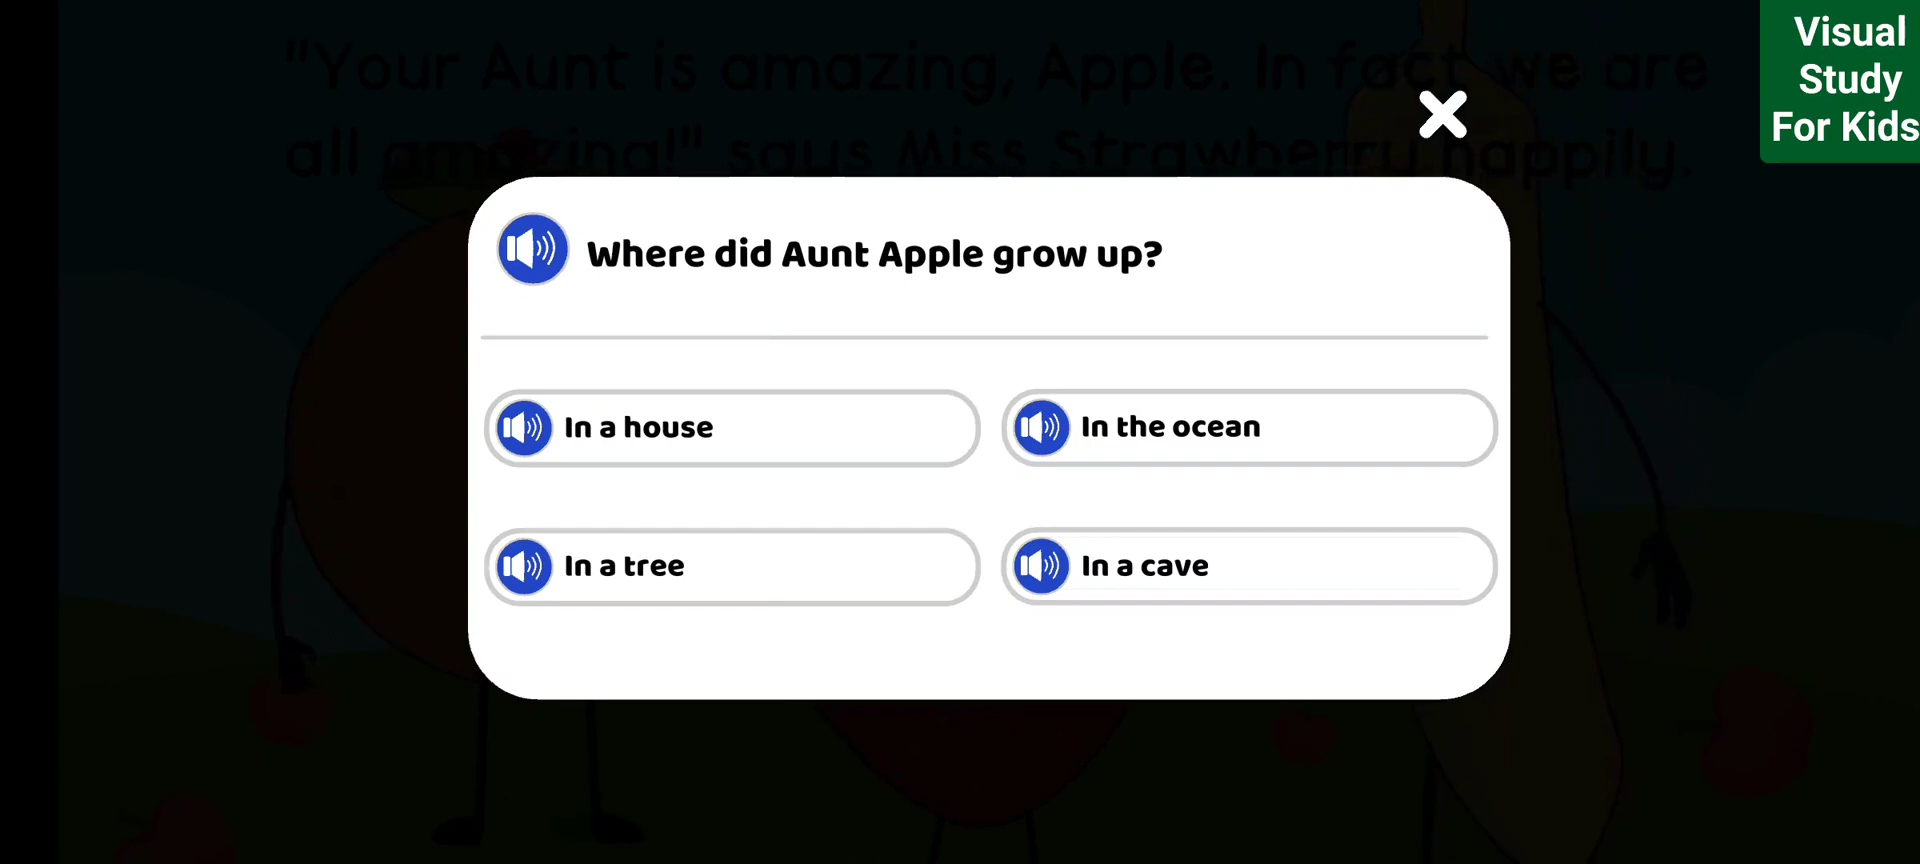 "Your Aunt is amazing, Apple. In fact we are
all amazing!" says Miss Strawberry happily.
Visual
Study
For Kids
Where did Aunt Apple grow up?
In a house
In the ocean
In a tree
In a cave